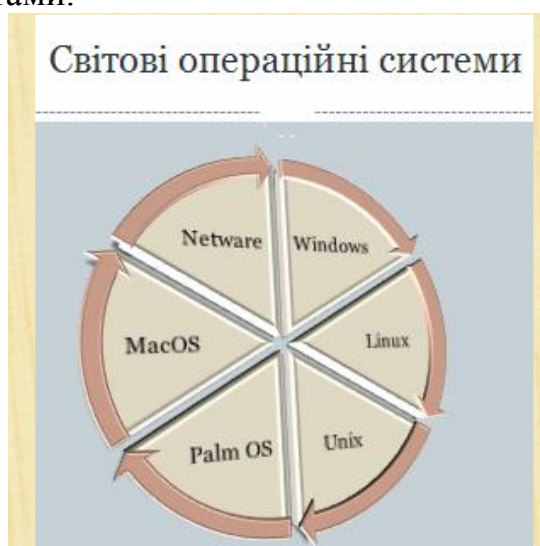 Світові операційні системи
Netware
Windows
MacOS
Linux
Palm OS
Unix